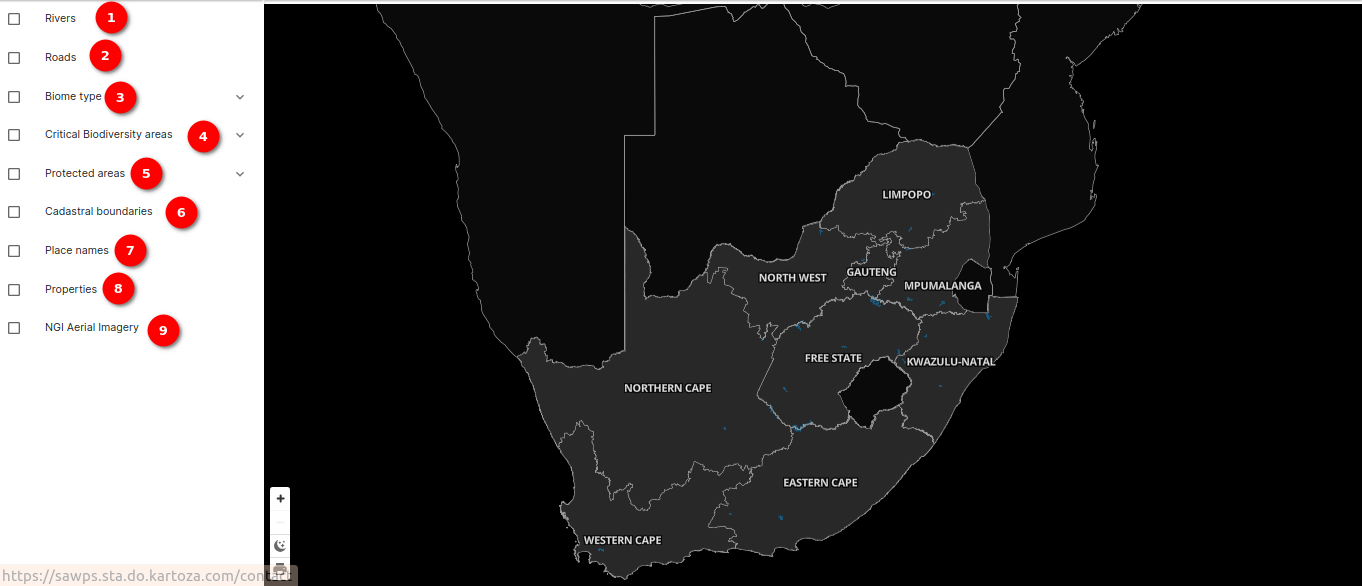 Rivers 1
Roads 2
Biome type 3
Critical Biodiversity areas 4
Protected areas 5
Cadastral boundaries 6
Place names 7
Properties 8
NGI Aerial Imagery 9
LIMPOPO
NORTH WEST
GAUTENG
MPUMALANGA
FREE STATE
KWAZULU-NATAL
NORTHERN CAPE
EASTERN CAPE
WESTERN CAPE
+
https://sawps.sta.do.kartoza.com/contact